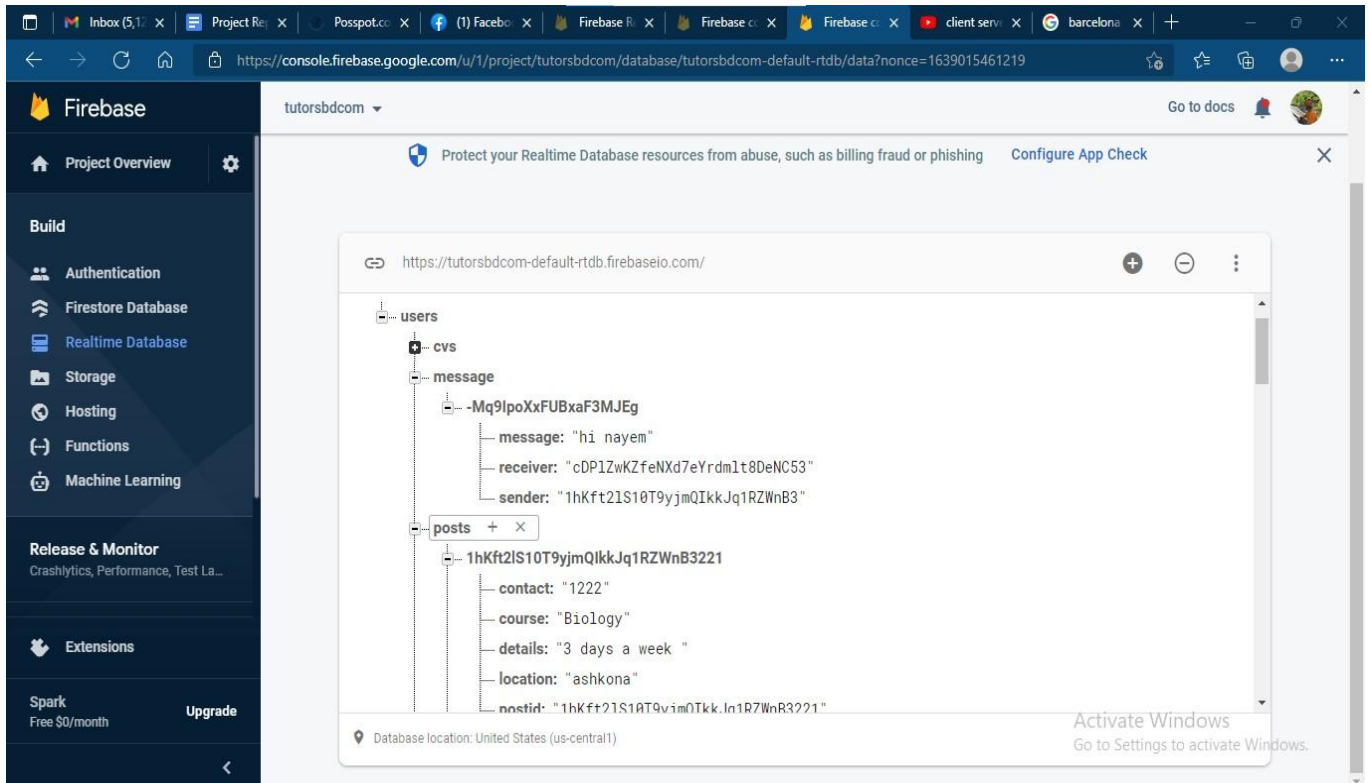 Inbox (5,12
Project Rep
Posspot.co
(1) Facebo
Firebase R
Firebase co
Firebase co
client serve
barcelona
https://console.firebase.google.com/u/1/project/tutorsbdcom/database/tutorsbdcom-default-rtdb/data?nonce=1639015461219
Firebase
tutorsbdcom
Go to docs
Project Overview
Protect your Realtime Database resources from abuse, such as billing fraud or phishing
Configure App Check
Build
Authentication
Firestore Database
Realtime Database
Storage
Hosting
Functions
Machine Learning
Release & Monitor
Crashlytics, Performance, Test La...
Extensions
Spark
Free $0/month
Upgrade
https://tutorsbdcom-default-rtdb.firebaseio.com/
users
cvs
message
-Mq9IpoXxFUBxaF3MJEg
message: "hi nayem"
receiver: "cDPlZwKZfeNXd7eYrdmlt8DeNC53"
sender: "1hKft2lS10T9yjmQIkkJq1RZWnB3"
posts
1hKft2lS10T9yjmQIkkJq1RZWnB3221
contact: "1222"
course: "Biology"
details: "3 days a week "
location: "ashkona"
postid: "1hKft2lS10T9yjmQIkkJq1RZWnB3221"
Database location: United States (us-central1)
Activate Windows
Go to Settings to activate Windows.